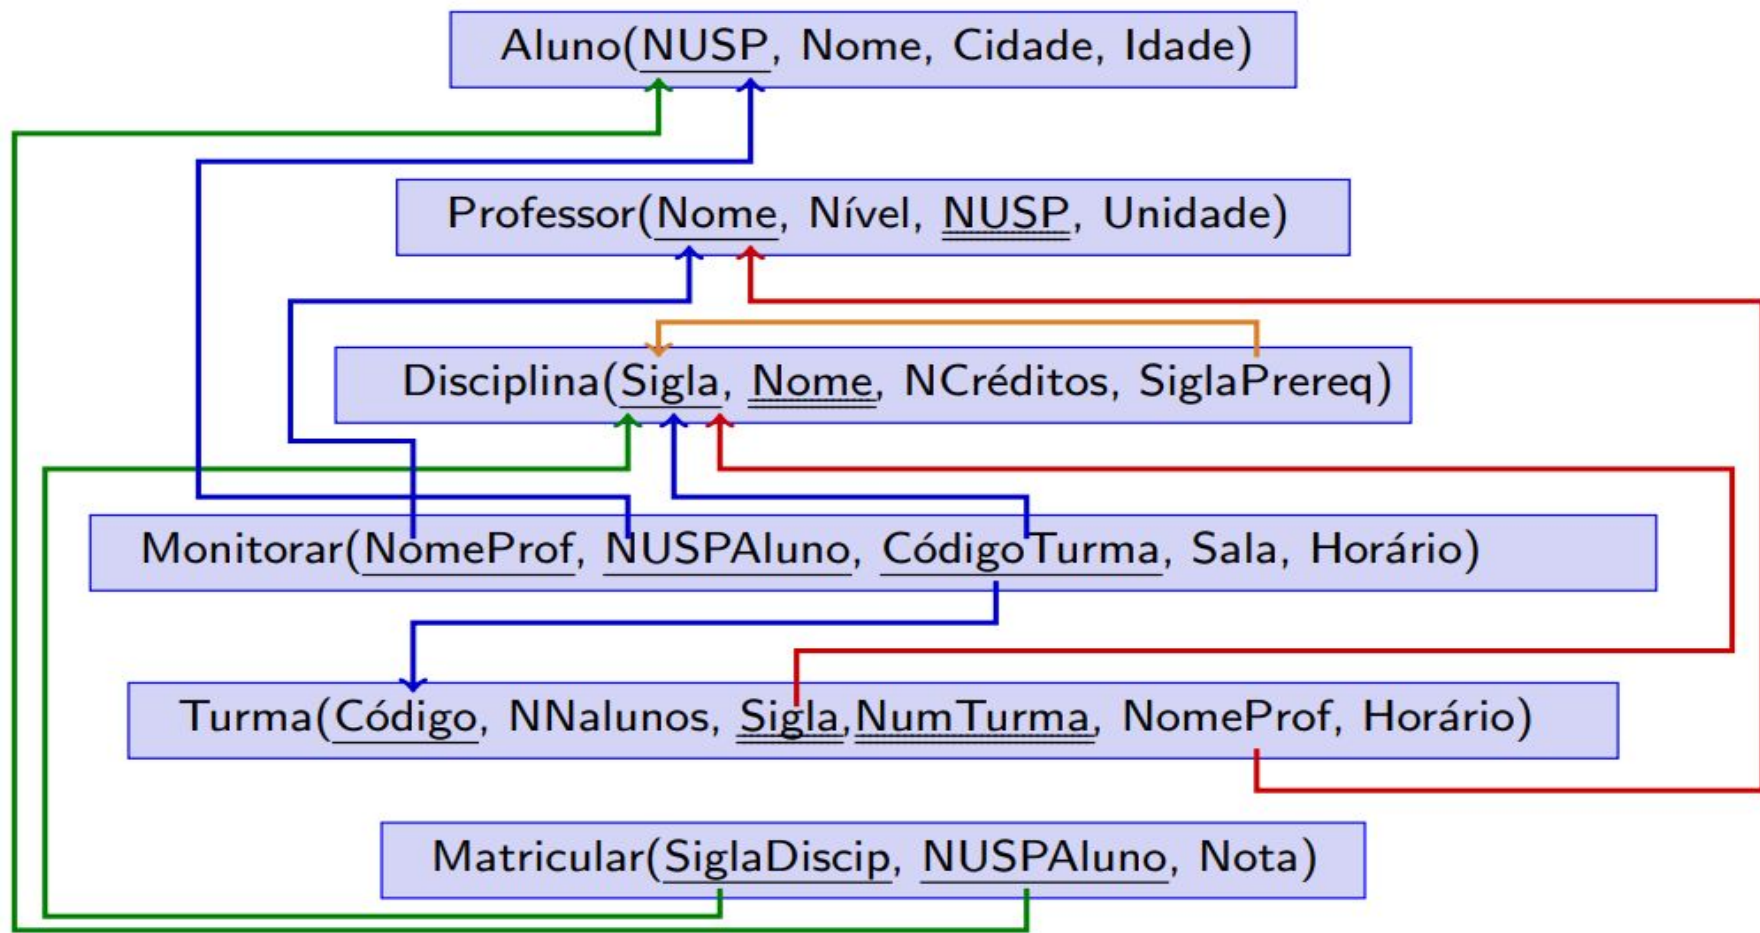 Aluno(NUSP, Nome, Cidade, Idade)
Professor(Nome, Nível, NUSP, Unidade)
Disciplina(Sigla, Nome, NCréditos, SiglaPrereq)
Monitorar(NomeProf, NUSPAluno, CódigoTurma, Sala, Horário)
Turma(Código, NNalunos, Sigla,NumTurma, NomeProf, Horário)
Matricular(SiglaDiscip, NUSPAluno, Nota)